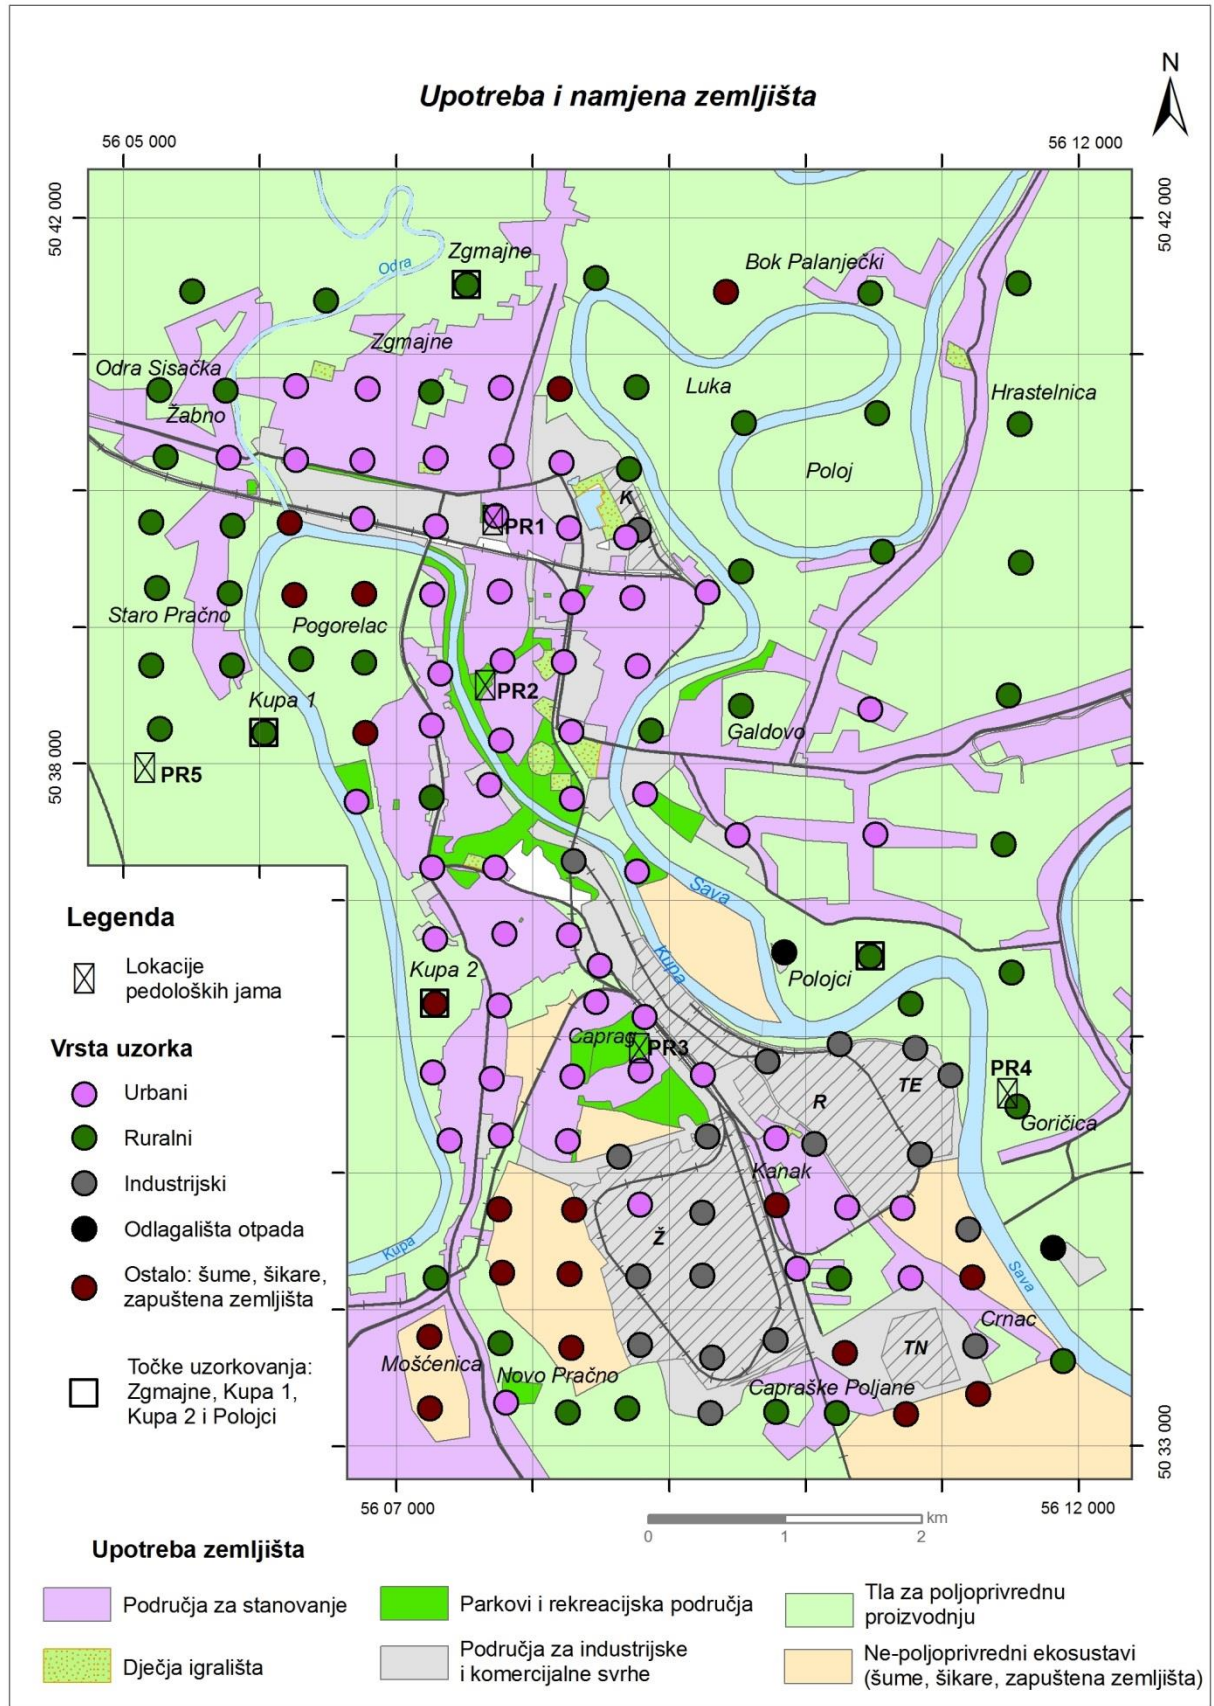 N
Upotreba i namjena zemljišta
56 05 000
56 12 000
50 42 000
50 42 000
Zgmajne
Bok Palanječki
Odra
Zgmajne
Odra Sisačka
Luka
Hrastelnica
Žabno
Poloj
K
PR1
Staro Pračno
Pogorelac
PR2
Kupa 1
Galdovo
PR5
50 38 000
50 38 000
Sava
Legenda
Lokacije
pedoloških jama
Kupa
Kupa 2
Polojci
Caprag
PR3
Vrsta uzorka
Urbani
Ruralni
Industrijski
Odlagališta otpada
Ostalo: šume, šikare,
zapuštena zemljišta
Točke uzorkovanja:
Zgmajne, Kupa 1,
Kupa 2 i Polojci
TE
PR4
R
Goričica
Kanak
Ž
Kupa
Sava
Crnac
TN
Mošćenica
Novo Pračno
Capraške Poljane
50 33 000
56 07 000
56 12 000
km
0 1 2
Upotreba zemljišta
Područja za stanovanje
Parkovi i rekreacijska područja
Tla za poljoprivrednu
proizvodnju
Dječja igrališta
Područja za industrijske
i komercijalne svrhe
Ne-poljoprivredni ekosustavi
(šume, šikare, zapuštena zemljišta)